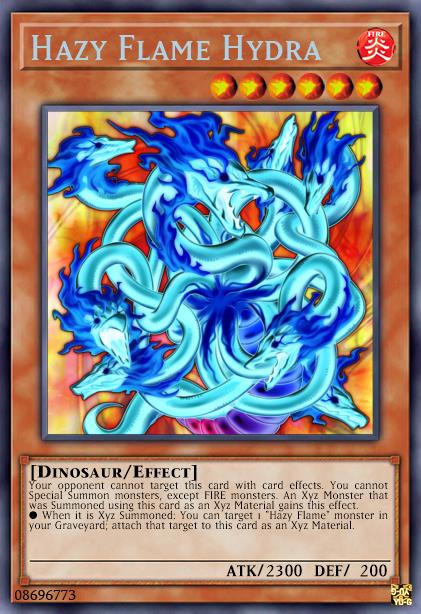 Hazy Flame Hydra
FIRE
炎
[Dinosaur/Effect]
Your opponent cannot target this card with card effects. You cannot
Special Summon monsters, except FIRE monsters. An Xyz Monster that
was Summoned using this card as an Xyz Material gains this effect.
● When it is Xyz Summoned: You can target 1 "Hazy Flame" monster in
your Graveyard; attach that target to this card as an Xyz Material.
ATK/2300 DEF/ 200
08696773